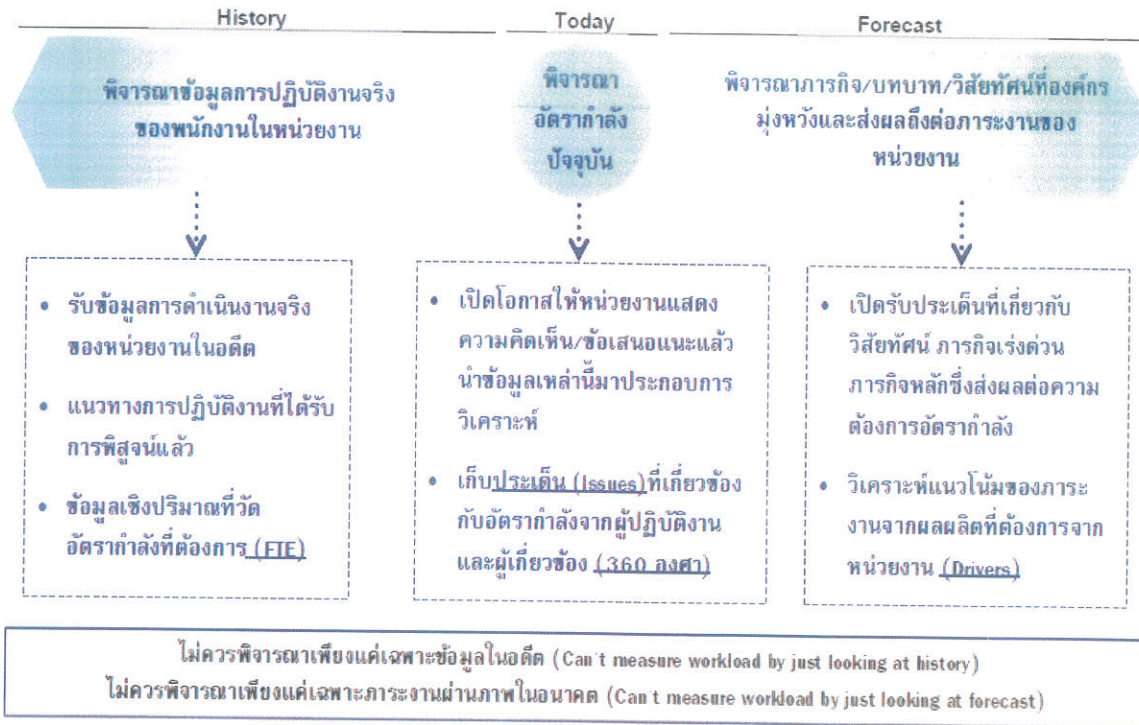 History
Today
Forecast
พิจารณาข้อมูลการปฏิบัติงานจริง
ของพนักงานในหน่วยงาน
พิจารณา
อัตรากำลัง
ปัจจุบัน
พิจารณาภารกิจ/บทบาท/วิสัยทัศน์ที่องค์กร
มุ่งหวังและส่งผลถึงต่อภาระงานของ
หน่วยงาน
• รับข้อมูลการดำเนินงานจริง
ของหน่วยงานในอดีต
• แนวทางการปฏิบัติงานที่ได้รับ
การพิสูจน์แล้ว
• ข้อมูลเชิงปริมาณที่วัด
อัตรากำลังที่ต้องการ (FTE)
• เปิดโอกาสให้หน่วยงานแสดง
ความคิดเห็น/ข้อเสนอแนะแล้ว
นำข้อมูลเหล่านี้มาประกอบการ
วิเคราะห์
• เก็บประเด็น (Issues) ที่เกี่ยวข้อง
กับอัตรากำลังจากผู้ปฏิบัติงาน
และผู้เกี่ยวข้อง (360 องศา)
• เปิดรับประเด็นที่เกี่ยวกับ
วิสัยทัศน์ ภารกิจเร่งด่วน
ภารกิจหลักซึ่งส่งผลต่อความ
ต้องการอัตรากำลัง
• วิเคราะห์แนวโน้มของภาระ
งานจากผลผลิตที่ต้องการจาก
หน่วยงาน (Drivers)
ไม่ควรพิจารณาเพียงแค่เฉพาะข้อมูลในอดีต (Can't measure workload by just looking at history)
ไม่ควรพิจารณาเพียงแค่เฉพาะภาระงานผ่านภาพในอนาคต (Can't measure workload by just looking at forecast)